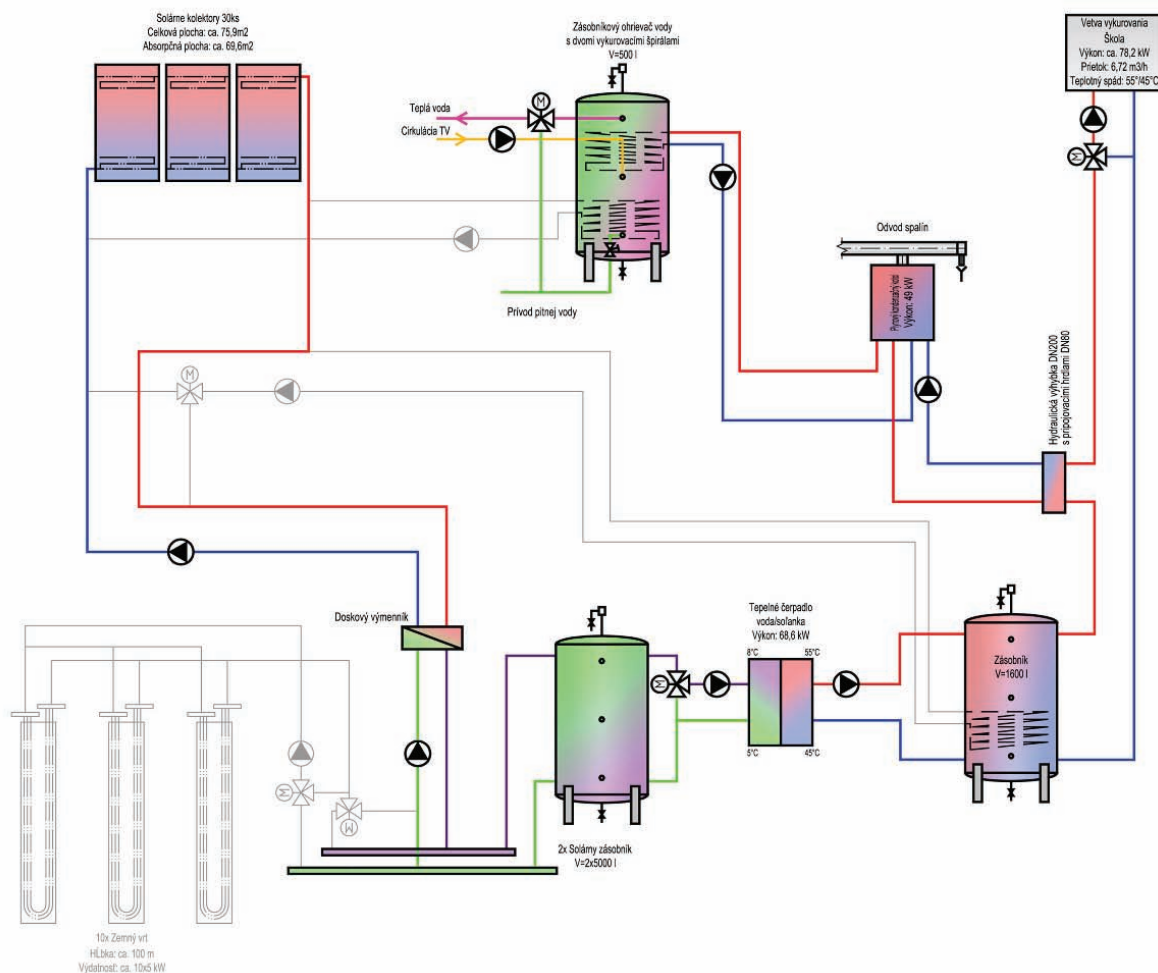 Solárne kolektory 30ks
Celková plocha: ca. 75,9m2
Absorpčná plocha: ca. 69,6m2
Zásobníkový ohrievač vody
s dvomi vykurovacími špirálami
V=500 l
Vetva vykurovania
Škola
Výkon: ca. 78,2 kW
Prietok: 6,72 m3/h
Teplotný spád: 55°/45°C
Teplá voda
M
Cirkulácia TV
M
Odvod spalín
Plynový kondenzačný kotol
Výkon: 49 kW
Prívod pitnej vody
Hydraulická výhybka DN200
s pripojovacími hrdlami DN80
M
Doskový výmenník
Tepelné čerpadlo
voda/soľanka
Výkon: 68,6 kW
8°C
55°C
Zásobník
V=1600 l
M
5°C
45°C
M
M
2x Solárny zásobník
V=2x5000 l
10x Zemný vrt
Hĺbka: ca. 100 m
Výdatnosť: ca. 10x5 kW